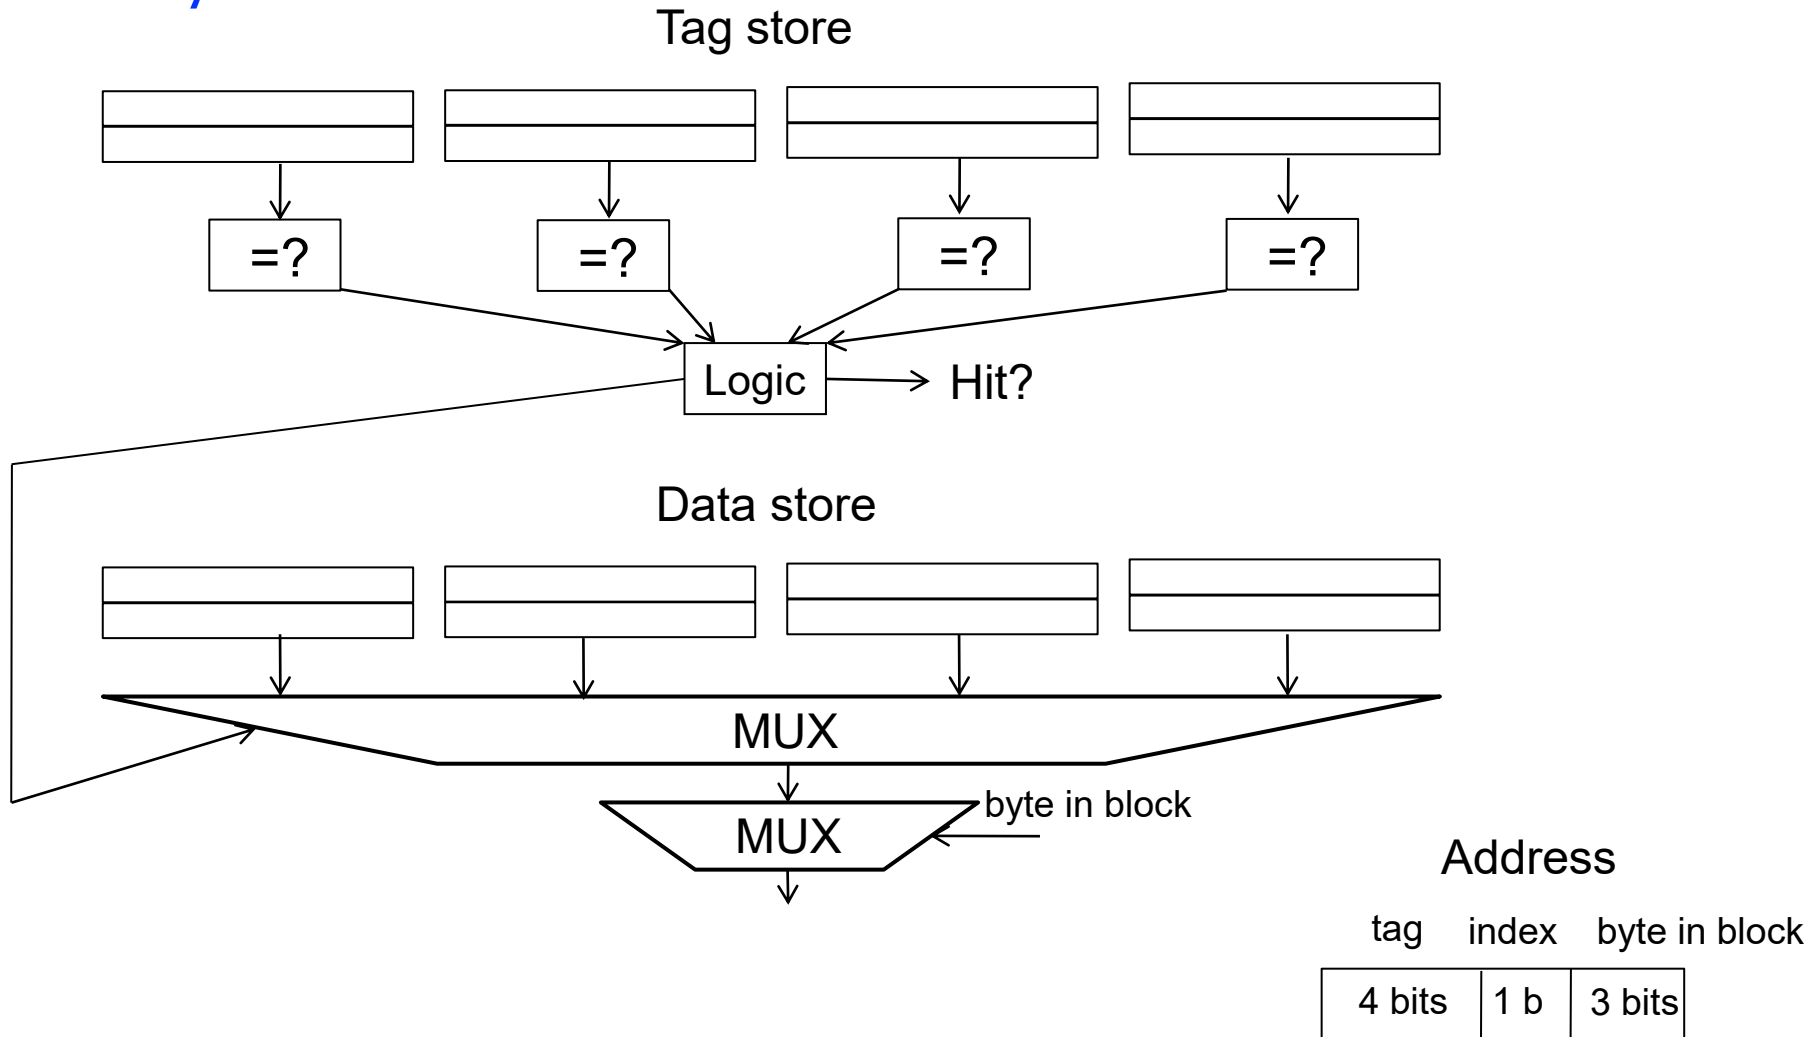 Tag store
=? =? =? =?
Logic
Hit?
Data store
MUX
byte in block
MUX
Address
tag index byte in block
4 bits 1 b 3 bits